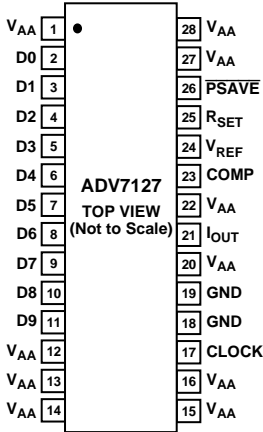 VAA 1 28 VAA
D0 2 27 VAA
D1 3 26 PSAVE
D2 4 25 RSET
D3 5 24 VREF
D4 6 23 COMP
ADV7127
D5 7 22 VAA
TOP VIEW
(Not to Scale)
D6 8 21 IOUT
D7 9 20 VAA
D8 10 19 GND
D9 11 18 GND
VAA 12 17 CLOCK
VAA 13 16 VAA
VAA 14 15 VAA